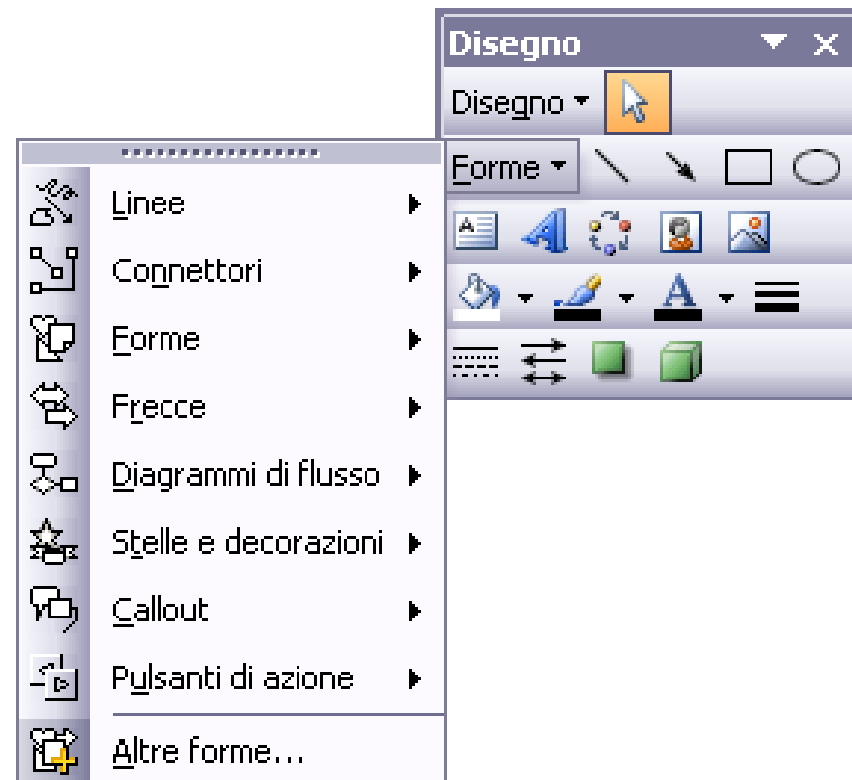 Disegno
Disegno
Forme
Linee
Connettori
Forme
Frecce
Diagrammi di flusso
Stelle e decorazioni
Callout
Pulsanti di azione
Altre forme...